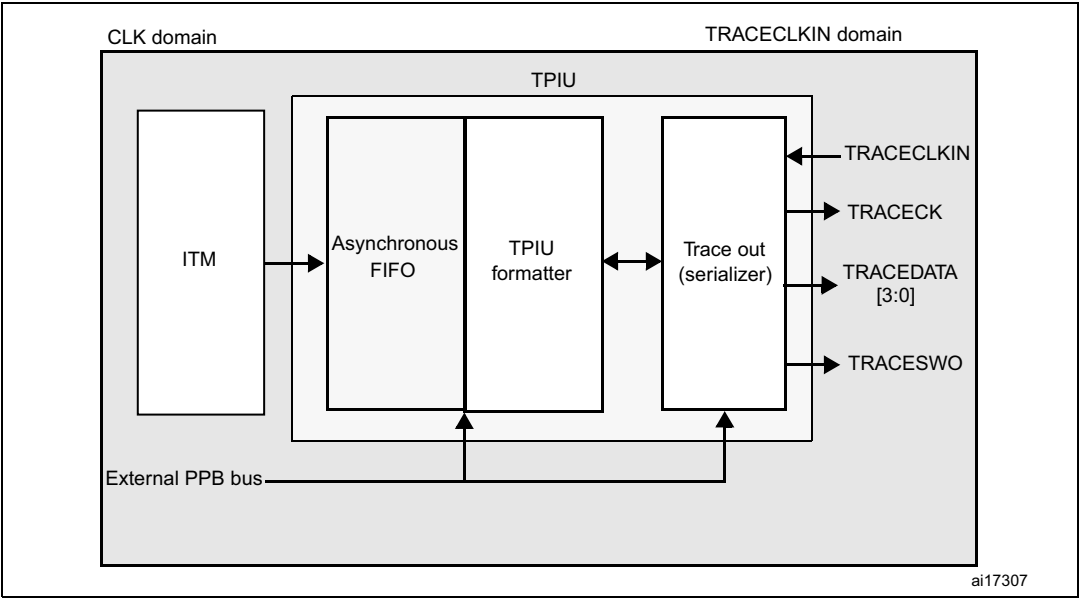 CLK domain
TRACECLKIN domain
TPIU
ITM
Asynchronous
FIFO
TPIU
formatter
Trace out
(serializer)
TRACECLKIN
TRACECK
TRACEDATA
[3:0]
TRACESWO
External PPB bus
ai17307